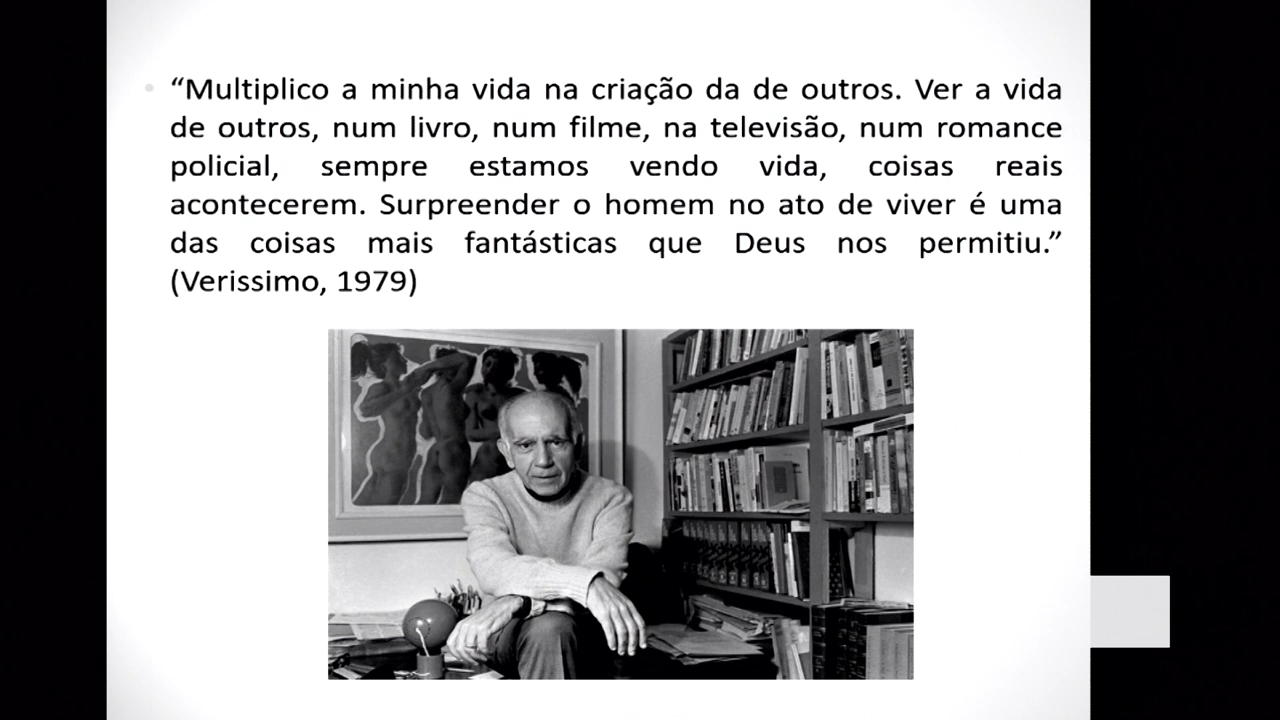 “Multiplico a minha vida na criação da de outros. Ver a vida
de outros, num livro, num filme, na televisão, num romance
policial, sempre estamos vendo vida, coisas reais
acontecerem. Surpreender o homem no ato de viver é uma
das coisas mais fantásticas que Deus nos permitiu.”
(Verissimo, 1979)